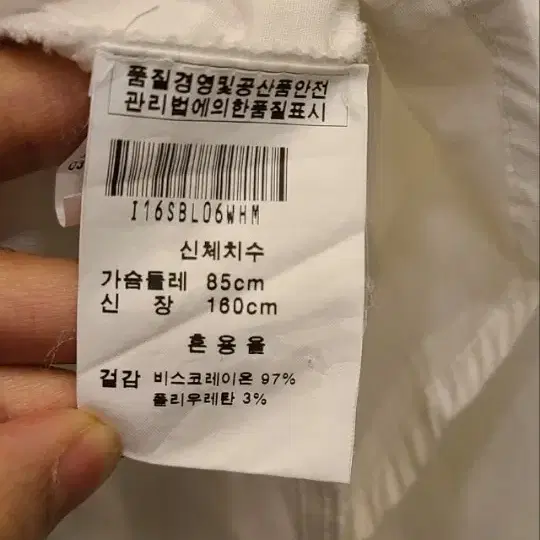 품질경영및공산품안전
관리법에의한품질표시
I16SBL06WHM
신체치수
가슴둘레 85cm
신 장 160cm
혼용율
겉감 비스코레이온 97%
폴리우레탄 3%
03